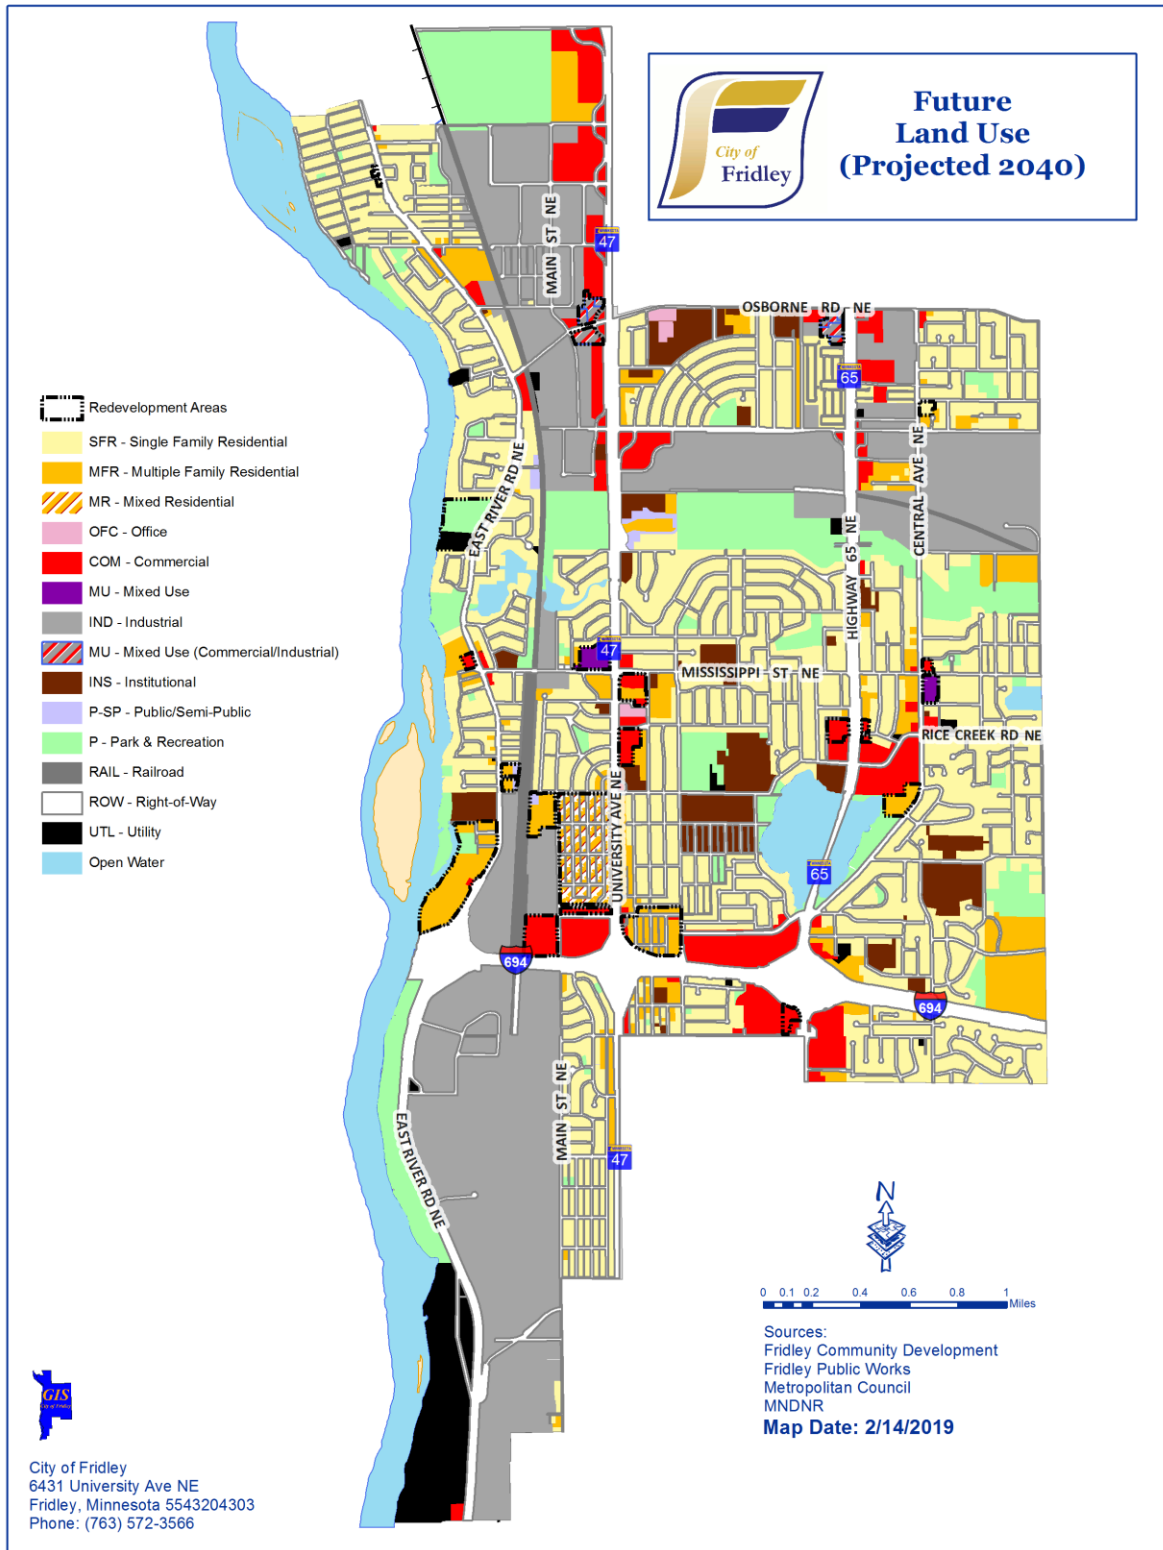 Future
Land Use
(Projected 2040)
City of
Fridley
MAIN ST NE
MINNESOTA
47
OSBORNE RD NE
65
Redevelopment Areas
SFR - Single Family Residential
MFR - Multiple Family Residential
MR - Mixed Residential
OFC - Office
COM - Commercial
MU - Mixed Use
IND - Industrial
MU - Mixed Use (Commercial/Industrial)
INS - Institutional
P-SP - Public/Semi-Public
P - Park & Recreation
RAIL - Railroad
ROW - Right-of-Way
UTL - Utility
Open Water
EAST RIVER RD NE
CENTRAL AVE NE
HIGHWAY 65 NE
47
MISSISSIPPI ST NE
RICE CREEK RD NE
UNIVERSITY AVE NE
65
694
694
MAIN ST NE
EAST RIVER RD NE
47
N
0 0.1 0.2 0.4 0.6 0.8 1
Miles
Sources:
Fridley Community Development
Fridley Public Works
Metropolitan Council
MNDNR
Map Date: 2/14/2019
GIS
City of Fridley
City of Fridley
6431 University Ave NE
Fridley, Minnesota 5543204303
Phone: (763) 572-3566